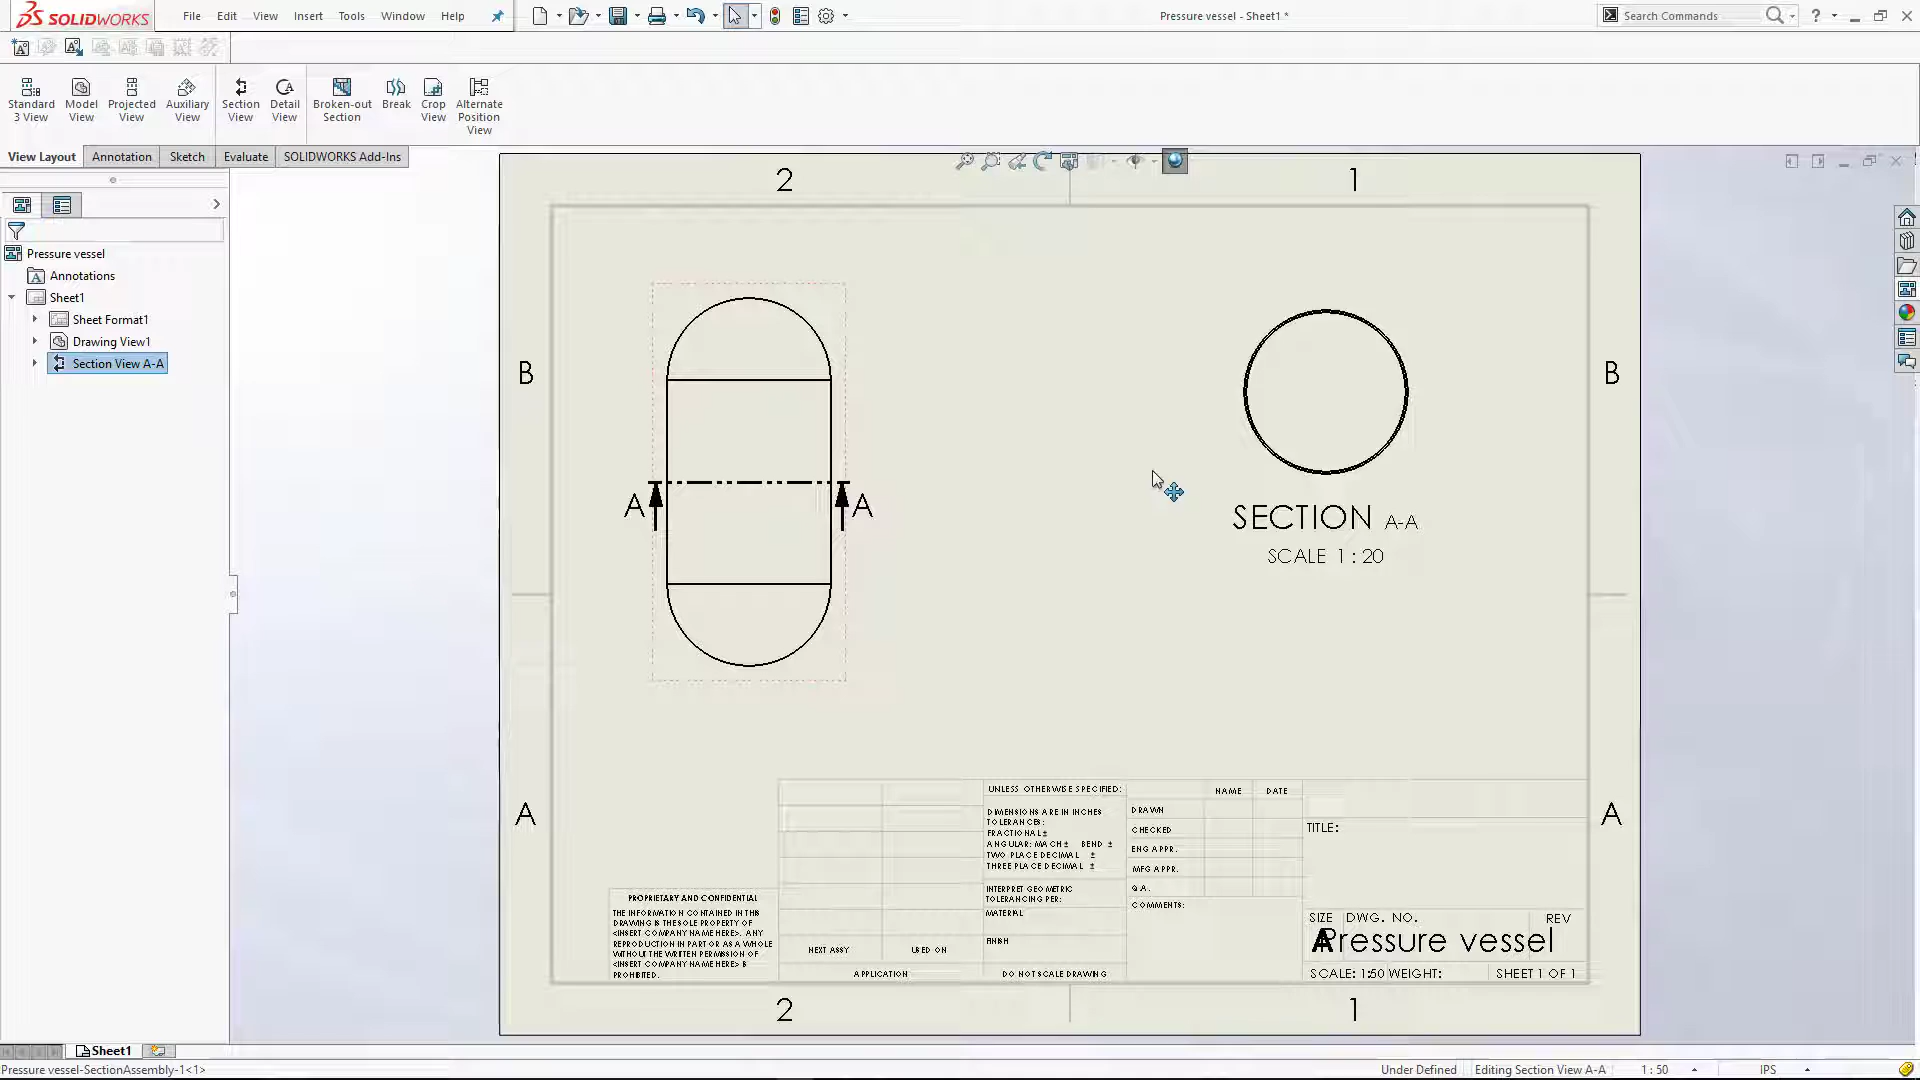 SOLIDWORKS File Edit View Insert Tools Window Help Pressure vessel - Sheet1 * Search Commands ?
Standard 3 View
Model View
Projected View
Auxiliary View
Section View
Detail View
Broken-out Section
Break
Crop View
Alternate Position View
View Layout Annotation Sketch Evaluate SOLIDWORKS Add-Ins
Pressure vessel
Annotations
Sheet1
Sheet Format1
Drawing View1
Section View A-A
2 1
B B
A A
SECTION A-A
SCALE 1 : 20
A A
UNLESS OTHERWISE SPECIFIED:
DIMENSIONS ARE IN INCHES
TOLERANCES:
FRACTIONAL±
ANGULAR: MACH± BEND ±
TWO PLACE DECIMAL ±
THREE PLACE DECIMAL ±
INTERPRET GEOMETRIC
TOLERANCING PER:
MATERIAL
FINISH
DO NOT SCALE DRAWING
NAME DATE
DRAWN
CHECKED
ENG APPR.
MFG APPR.
Q.A.
COMMENTS:
TITLE:
SIZE DWG. NO. REV
A Pressure vessel
SCALE: 1:50 WEIGHT: SHEET 1 OF 1
PROPRIETARY AND CONFIDENTIAL
THE INFORMATION CONTAINED IN THIS
DRAWING IS THE SOLE PROPERTY OF
<INSERT COMPANY NAME HERE>. ANY
REPRODUCTION IN PART OR AS A WHOLE
WITHOUT THE WRITTEN PERMISSION OF
<INSERT COMPANY NAME HERE> IS
PROHIBITED.
NEXT ASSY USED ON
APPLICATION
2 1
Sheet1
Pressure vessel-SectionAssembly-1<1> Under Defined Editing Section View A-A 1 : 50 IPS